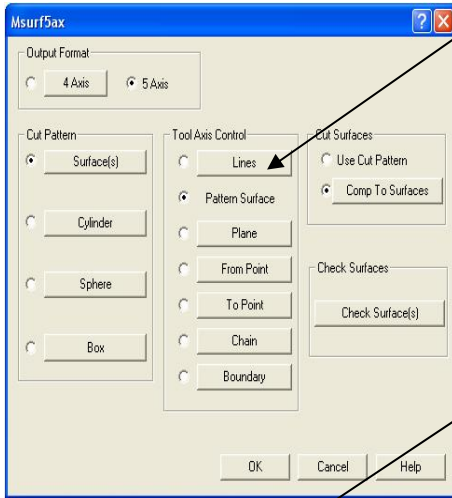 Msurf5ax
Output Format
4 Axis
5 Axis
Cut Pattern
Surface(s)
Cylinder
Sphere
Box
Tool Axis Control
Lines
Pattern Surface
Plane
From Point
To Point
Chain
Boundary
Cut Surfaces
Use Cut Pattern
Comp To Surfaces
Check Surfaces
Check Surface(s)
OK
Cancel
Help